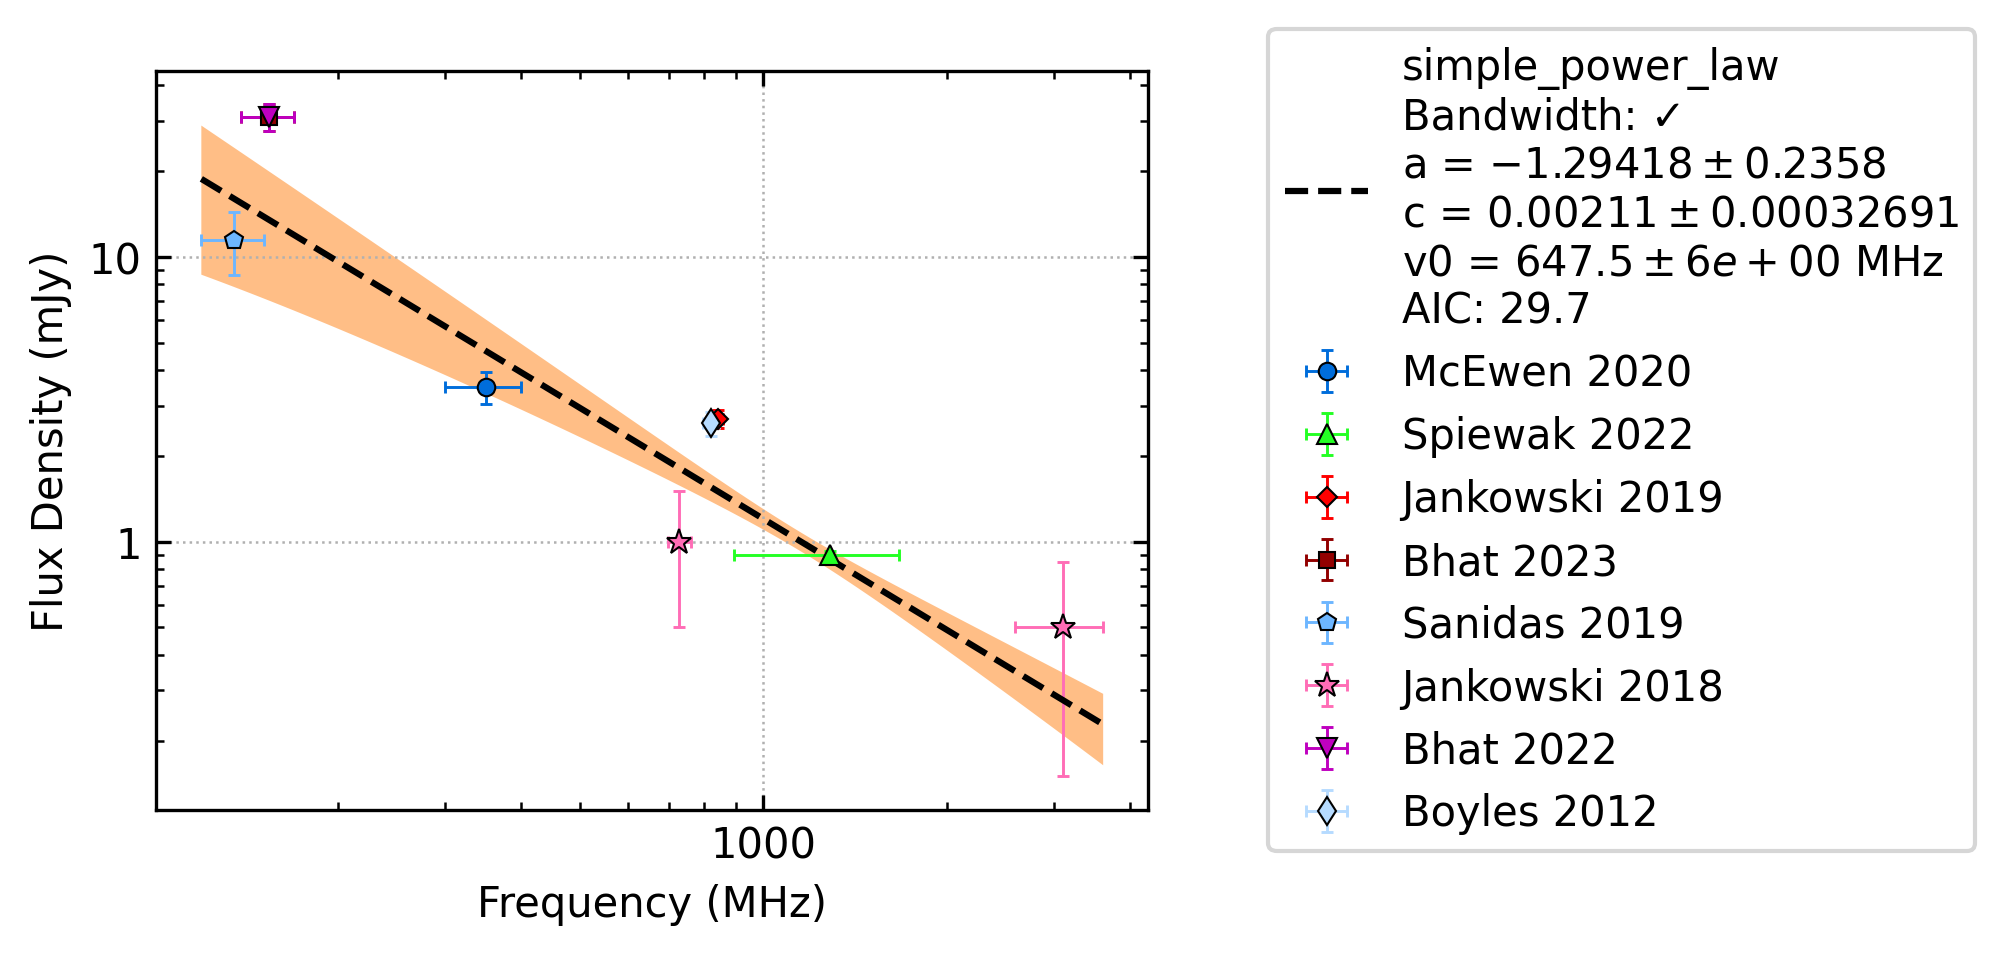 Flux Density (mJy)
10
1
1000
Frequency (MHz)
simple_power_law
Bandwidth: ✓
a = −1.29418 ± 0.2358
c = 0.00211 ± 0.00032691
v0 = 647.5 ± 6e + 00 MHz
AIC: 29.7
McEwen 2020
Spiewak 2022
Jankowski 2019
Bhat 2023
Sanidas 2019
Jankowski 2018
Bhat 2022
Boyles 2012